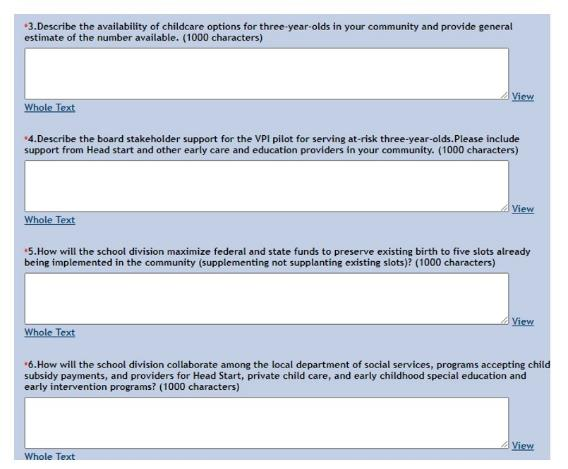 *3.Describe the availability of childcare options for three-year-olds in your community and provide general
estimate of the number available. (1000 characters)
View
Whole Text
*4.Describe the board stakeholder support for the VPI pilot for serving at-risk three-year-olds.Please include
support from Head start and other early care and education providers in your community. (1000 characters)
View
Whole Text
*5.How will the school division maximize federal and state funds to preserve existing birth to five slots already
being implemented in the community (supplementing not supplanting existing slots)? (1000 characters)
View
Whole Text
*6.How will the school division collaborate among the local department of social services, programs accepting child
subsidy payments, and providers for Head Start, private child care, and early childhood special education and
early intervention programs? (1000 characters)
View
Whole Text